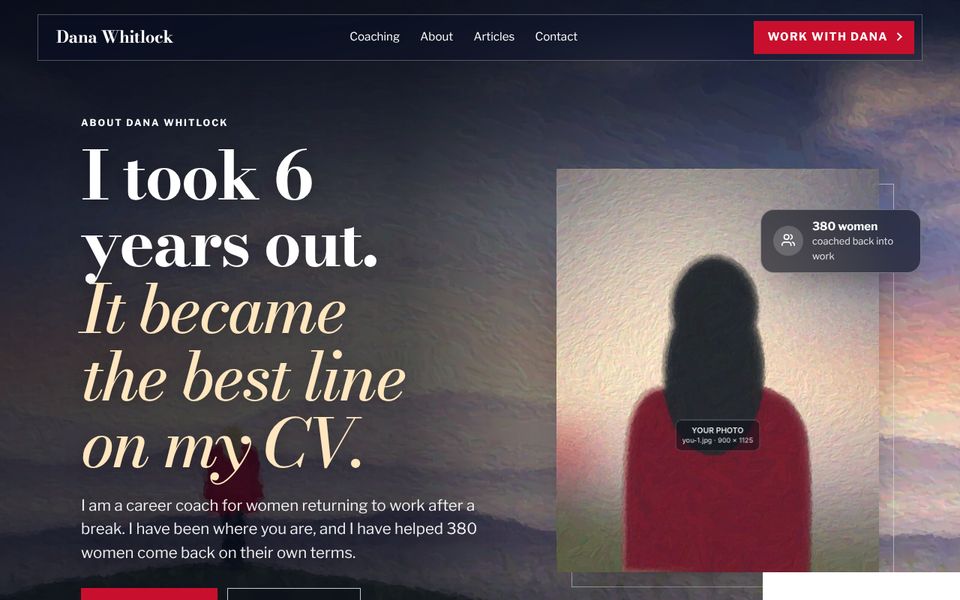 Dana Whitlock
Coaching
About
Articles
Contact
WORK WITH DANA
ABOUT DANA WHITLOCK
I took 6
years out.
It became
the best line
on my CV.
I am a career coach for women returning to work after a
break. I have been where you are, and I have helped 380
women come back on their own terms.
380 women
coached back into
work
YOUR PHOTO
you-1.jpg · 900 × 1125